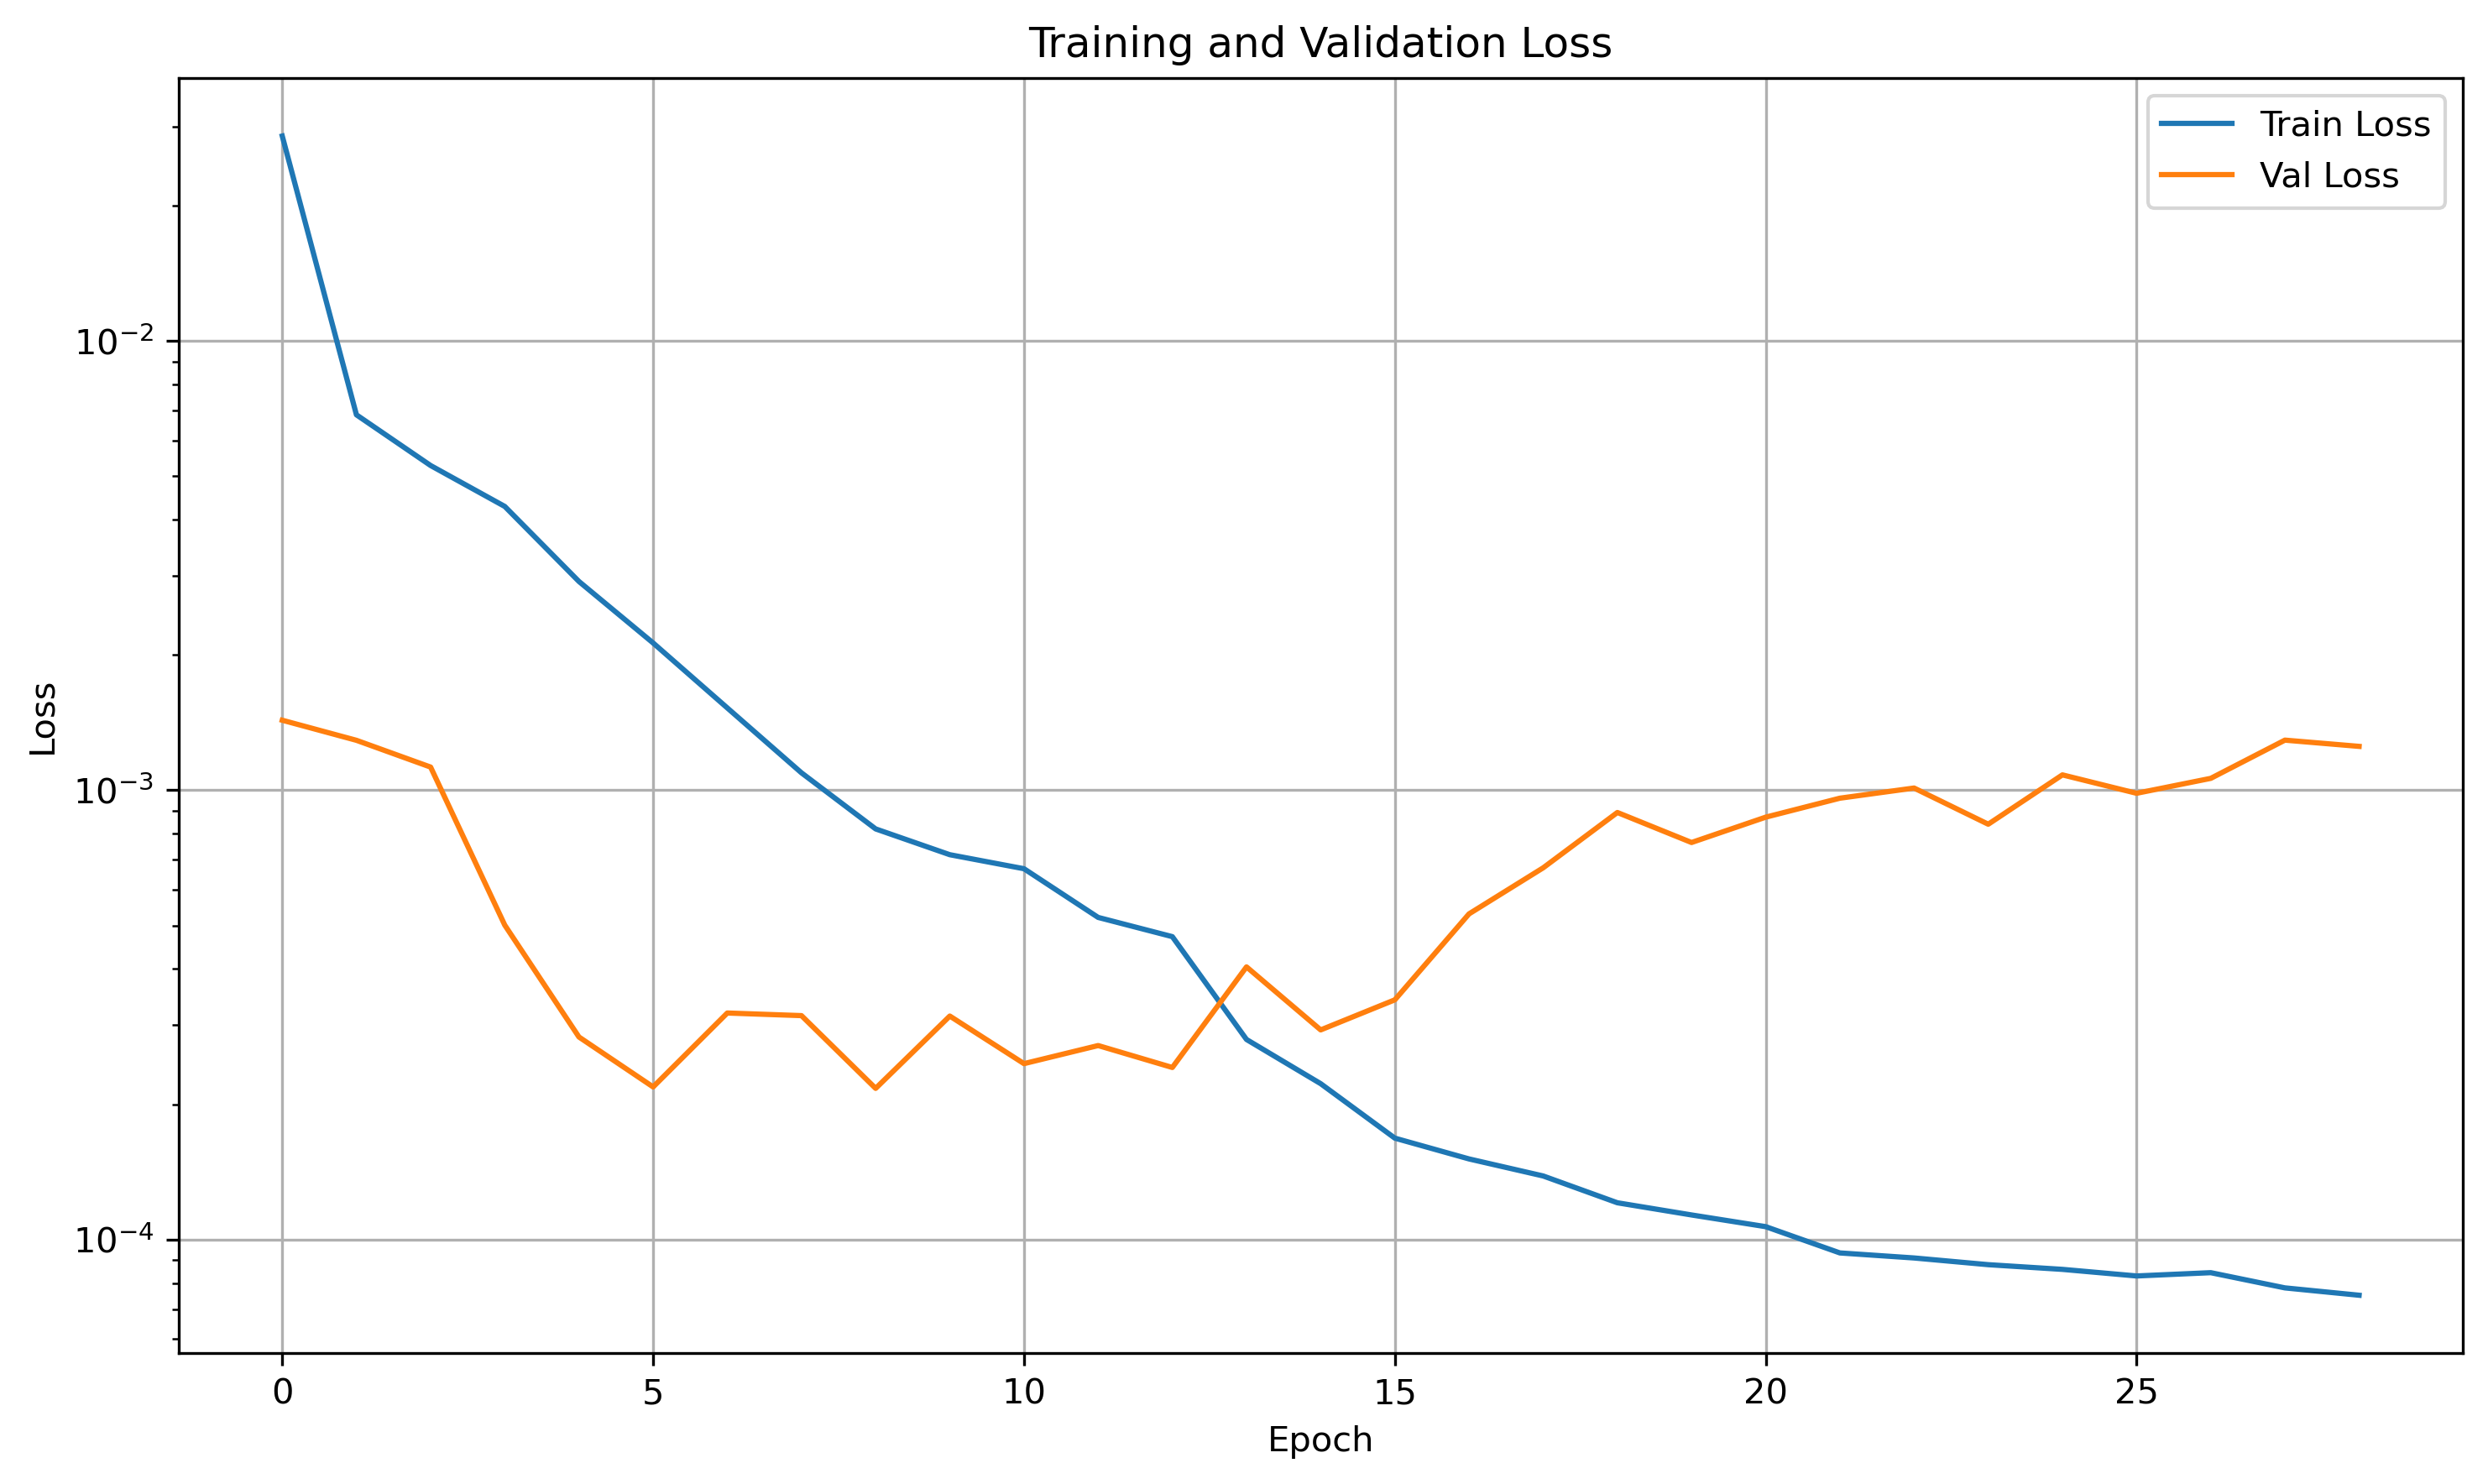 Training and Validation Loss
Train Loss
Val Loss
10⁻²
10⁻³
10⁻⁴
Loss
0 5 10 15 20 25
Epoch